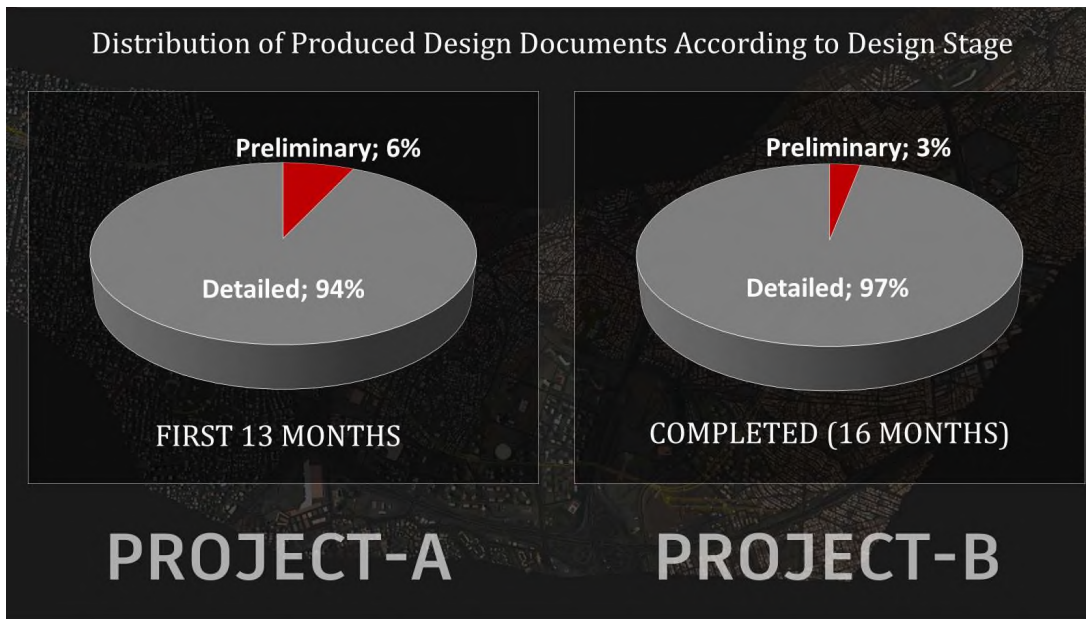 Distribution of Produced Design Documents According to Design Stage
Preliminary; 6%
Detailed; 94%
FIRST 13 MONTHS
PROJECT-A
Preliminary; 3%
Detailed; 97%
COMPLETED (16 MONTHS)
PROJECT-B